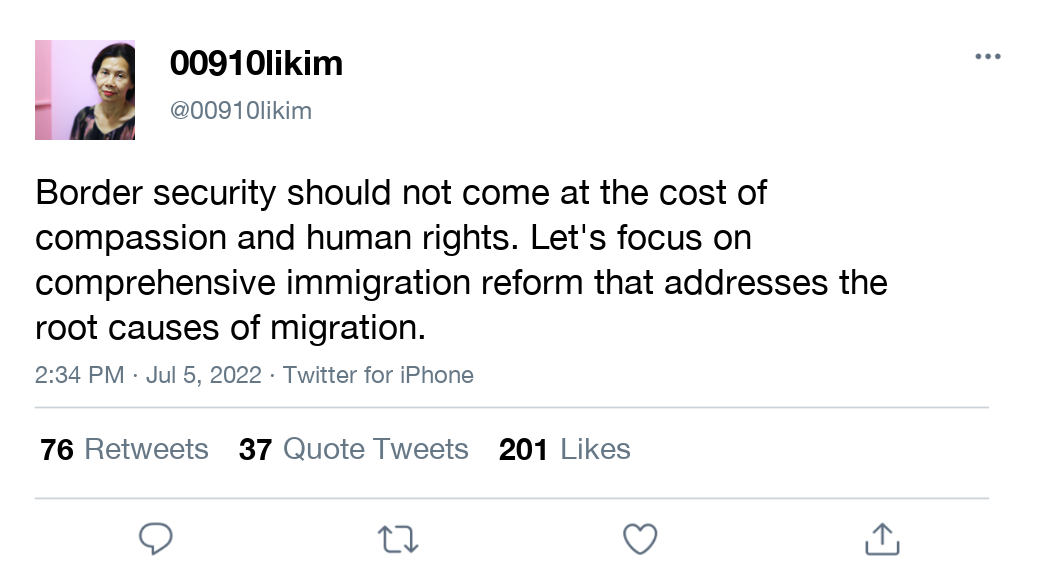 00910likim
@00910likim
Border security should not come at the cost of
compassion and human rights. Let's focus on
comprehensive immigration reform that addresses the
root causes of migration.
2:34 PM · Jul 5, 2022 · Twitter for iPhone
76 Retweets 37 Quote Tweets 201 Likes